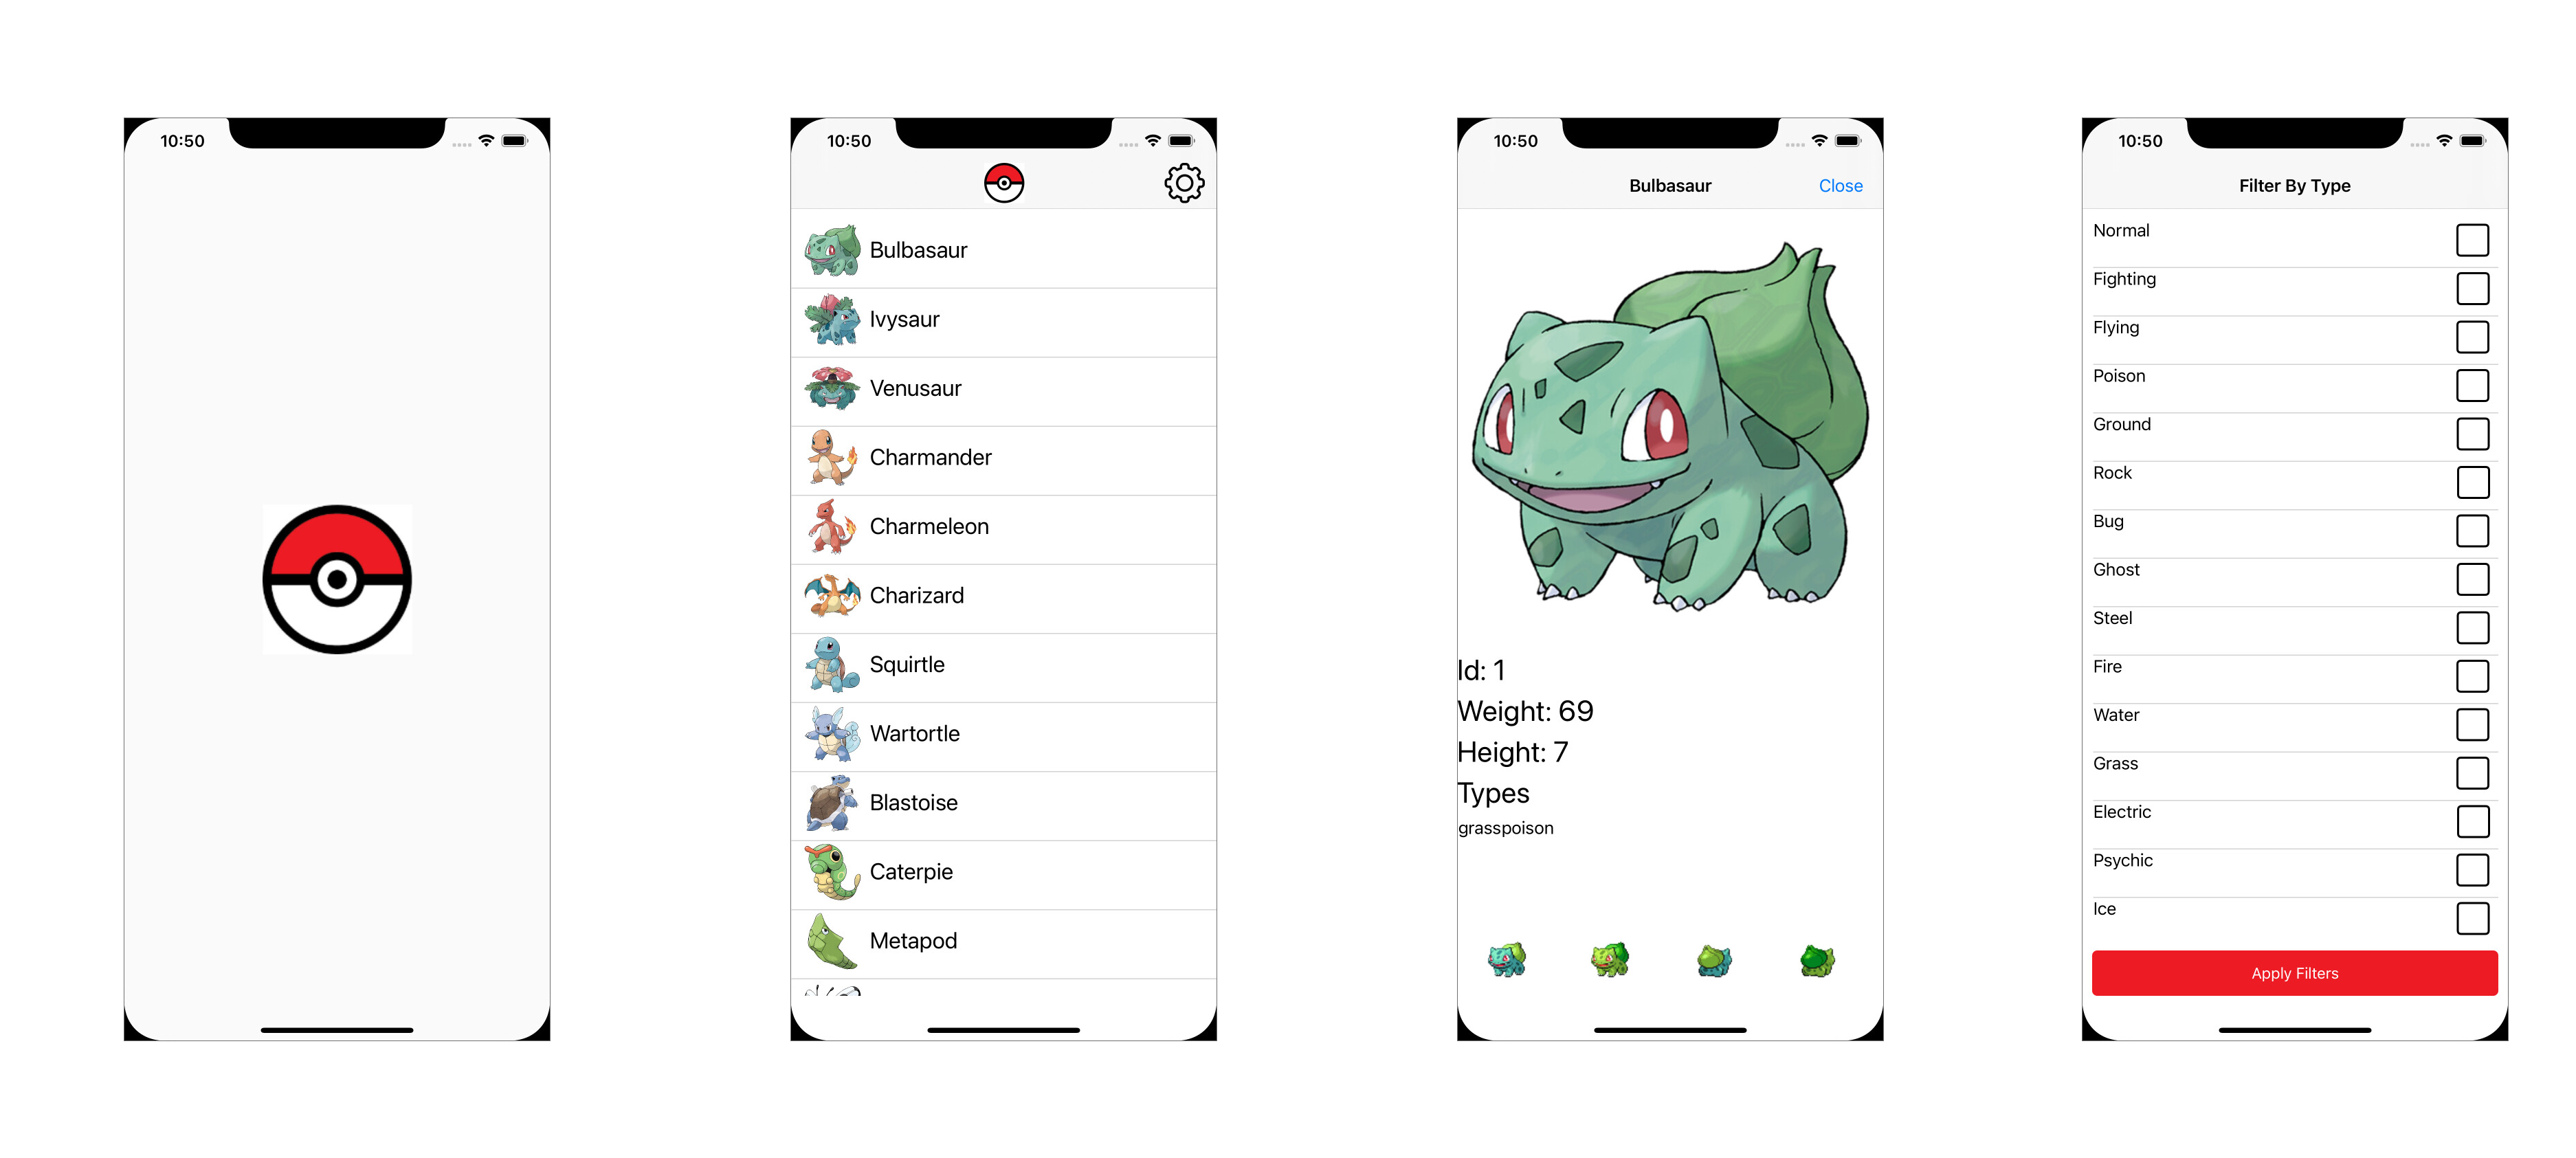 10:50
10:50
Bulbasaur
Ivysaur
Venusaur
Charmander
Charmeleon
Charizard
Squirtle
Wartortle
Blastoise
Caterpie
Metapod
10:50
Bulbasaur
Close
Id: 1
Weight: 69
Height: 7
Types
grasspoison
10:50
Filter By Type
Normal
Fighting
Flying
Poison
Ground
Rock
Bug
Ghost
Steel
Fire
Water
Grass
Electric
Psychic
Ice
Apply Filters